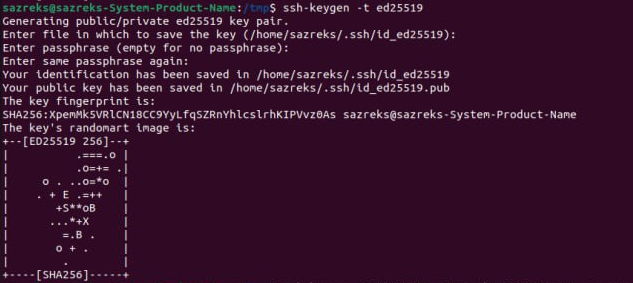 sazreks@sazreks-System-Product-Name:/tmp$ ssh-keygen -t ed25519
Generating public/private ed25519 key pair.
Enter file in which to save the key (/home/sazreks/.ssh/id_ed25519):
Enter passphrase (empty for no passphrase):
Enter same passphrase again:
Your identification has been saved in /home/sazreks/.ssh/id_ed25519
Your public key has been saved in /home/sazreks/.ssh/id_ed25519.pub
The key fingerprint is:
SHA256:XpemMk5VRlCN18CC9YyLfqSZRnYhlcslrhKIPVvz0As sazreks@sazreks-System-Product-Name
The key's randomart image is:
+--[ED25519 256]--+
|          .===.o |
|          .o=+= .|
|     o . ..o=*o  |
|    . + E .=++   |
|       +S**oB    |
|      ...*+X     |
|        =.B .    |
|       o + .     |
|        .        |
+----[SHA256]-----+